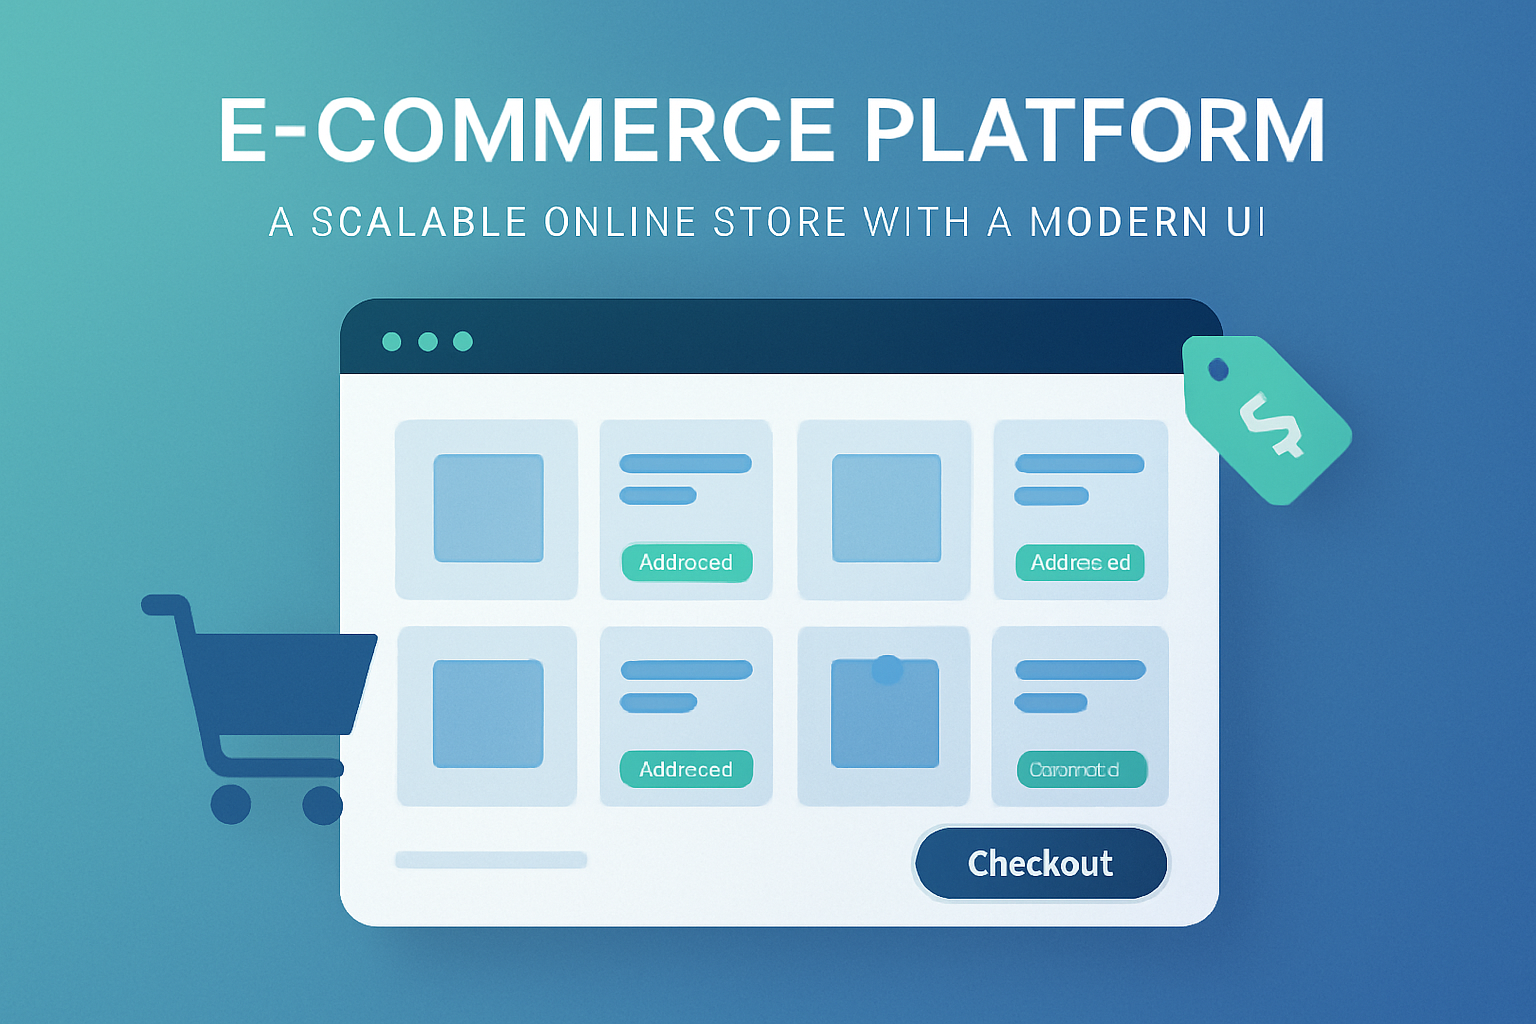 E-COMMERCE PLATFORM
A SCALABLE ONLINE STORE WITH A MODERN UI
$
Addroced
Addres ed
Addreced
Checkout